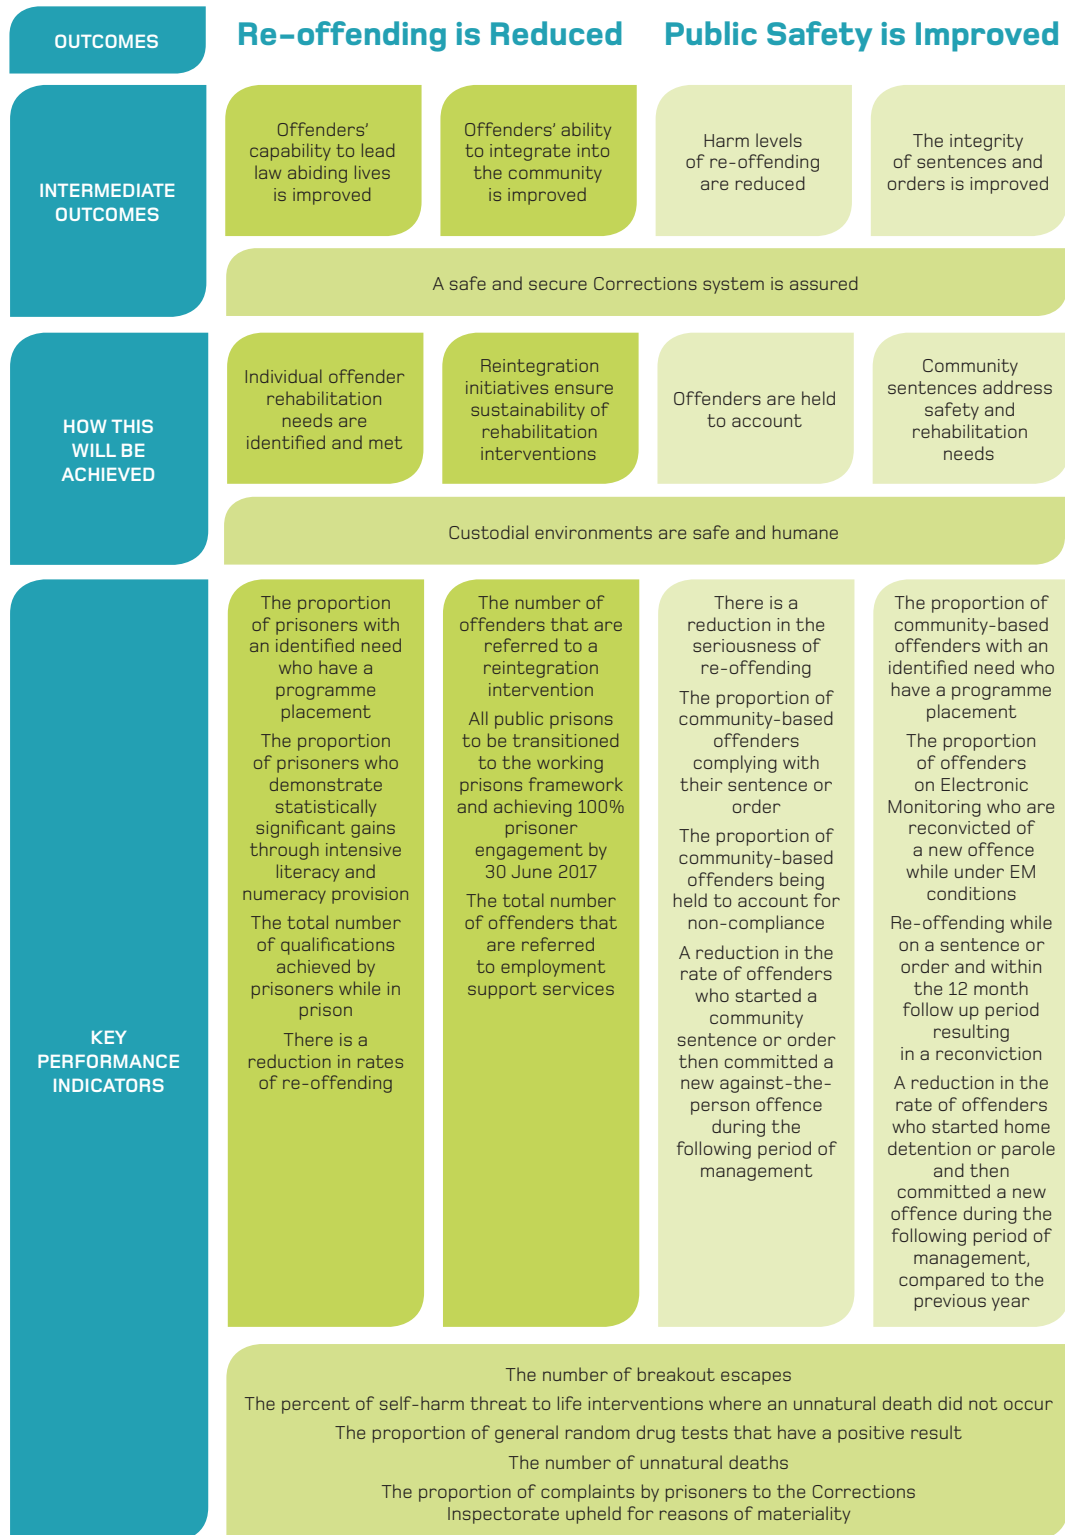 OUTCOMES
Re-offending is Reduced
Public Safety is Improved
INTERMEDIATE
OUTCOMES
Offenders'
capability to lead
law abiding lives
is improved
Offenders' ability
to integrate into
the community
is improved
Harm levels
of re-offending
are reduced
The integrity
of sentences and
orders is improved
A safe and secure Corrections system is assured
HOW THIS
WILL BE
ACHIEVED
Individual offender
rehabilitation
needs are
identified and met
Reintegration
initiatives ensure
sustainability of
rehabilitation
interventions
Offenders are held
to account
Community
sentences address
safety and
rehabilitation
needs
Custodial environments are safe and humane
KEY
PERFORMANCE
INDICATORS
The proportion
of prisoners with
an identified need
who have a
programme
placement
The proportion
of prisoners who
demonstrate
statistically
significant gains
through intensive
literacy and
numeracy provision
The total number
of qualifications
achieved by
prisoners while in
prison
There is a
reduction in rates
of re-offending
The number of
offenders that are
referred to a
reintegration
intervention
All public prisons
to be transitioned
to the working
prisons framework
and achieving 100%
prisoner
engagement by
30 June 2017
The total number
of offenders that
are referred
to employment
support services
There is a
reduction in the
seriousness of
re-offending
The proportion of
community-based
offenders
complying with
their sentence or
order
The proportion of
community-based
offenders being
held to account for
non-compliance
A reduction in the
rate of offenders
who started a
community
sentence or order
then committed a
new against-the-
person offence
during the
following period of
management
The proportion of
community-based
offenders with an
identified need who
have a programme
placement
The proportion
of offenders
on Electronic
Monitoring who are
reconvicted of
a new offence
while under EM
conditions
Re-offending while
on a sentence or
order and within
the 12 month
follow up period
resulting
in a reconviction
A reduction in the
rate of offenders
who started home
detention or parole
and then
committed a new
offence during the
following period of
management,
compared to the
previous year
The number of breakout escapes
The percent of self-harm threat to life interventions where an unnatural death did not occur
The proportion of general random drug tests that have a positive result
The number of unnatural deaths
The proportion of complaints by prisoners to the Corrections
Inspectorate upheld for reasons of materiality